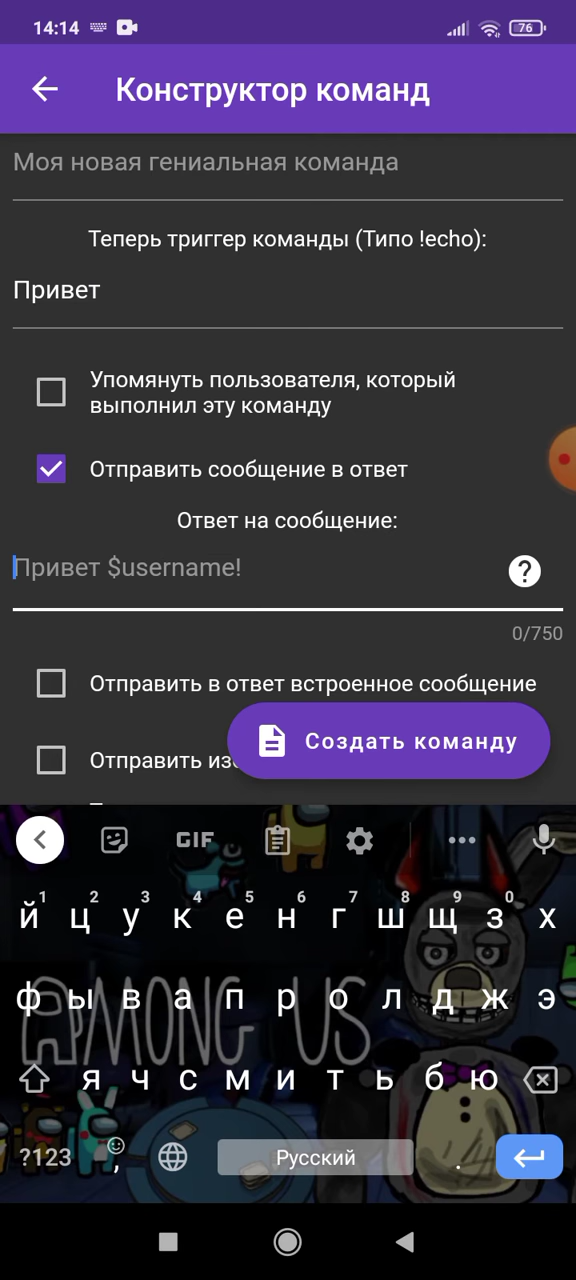 14:14
76
Конструктор команд
Моя новая гениальная команда
Теперь триггер команды (Типо !echo):
Привет
Упомянуть пользователя, который
выполнил эту команду
Отправить сообщение в ответ
Ответ на сообщение:
Привет $username!
?
0/750
Отправить в ответ встроенное сообщение
Создать команду
Отправить изо
GIF
1 2 3 4 5 6 7 8 9 0
й ц у к е н г ш щ з х
ф ы в а п р о л д ж э
AMONG US
я ч с м и т ь б ю
?123 , Русский .